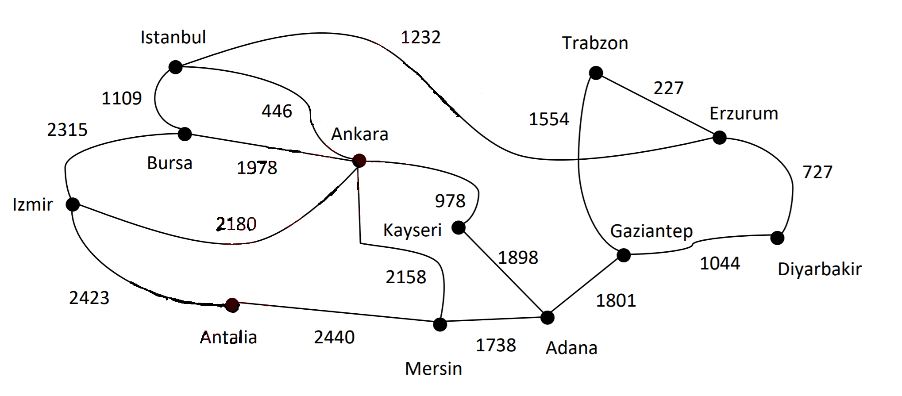 Istanbul
1232
Trabzon
227
1109
446
1554
Erzurum
2315
Ankara
Bursa
1978
727
978
Izmir
2180
Kayseri
Gaziantep
1898
1044
Diyarbakir
2423
2158
1801
Antalia
2440
1738
Adana
Mersin